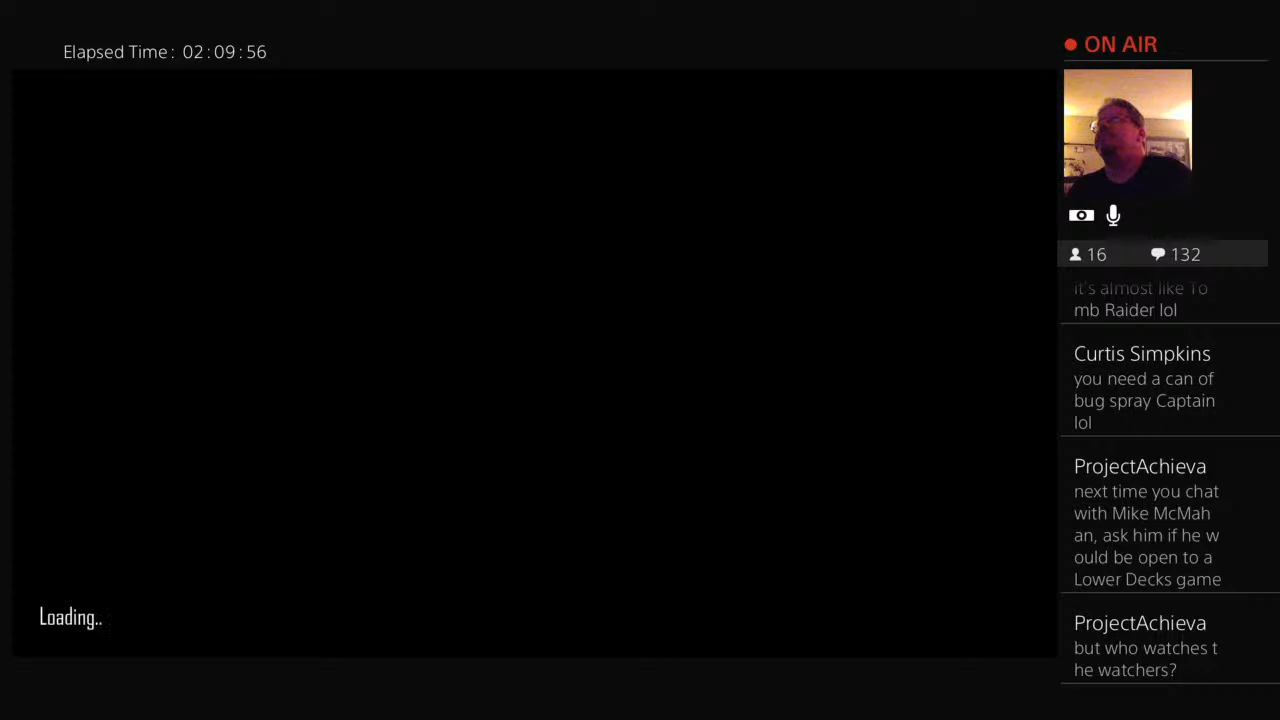 Elapsed Time: 02:09:56
ON AIR
16 132
it's almost like To
mb Raider lol
Curtis Simpkins
you need a can of
bug spray Captain
lol
ProjectAchieva
next time you chat
with Mike McMah
an, ask him if he w
ould be open to a
Lower Decks game
ProjectAchieva
but who watches t
he watchers?
Loading..